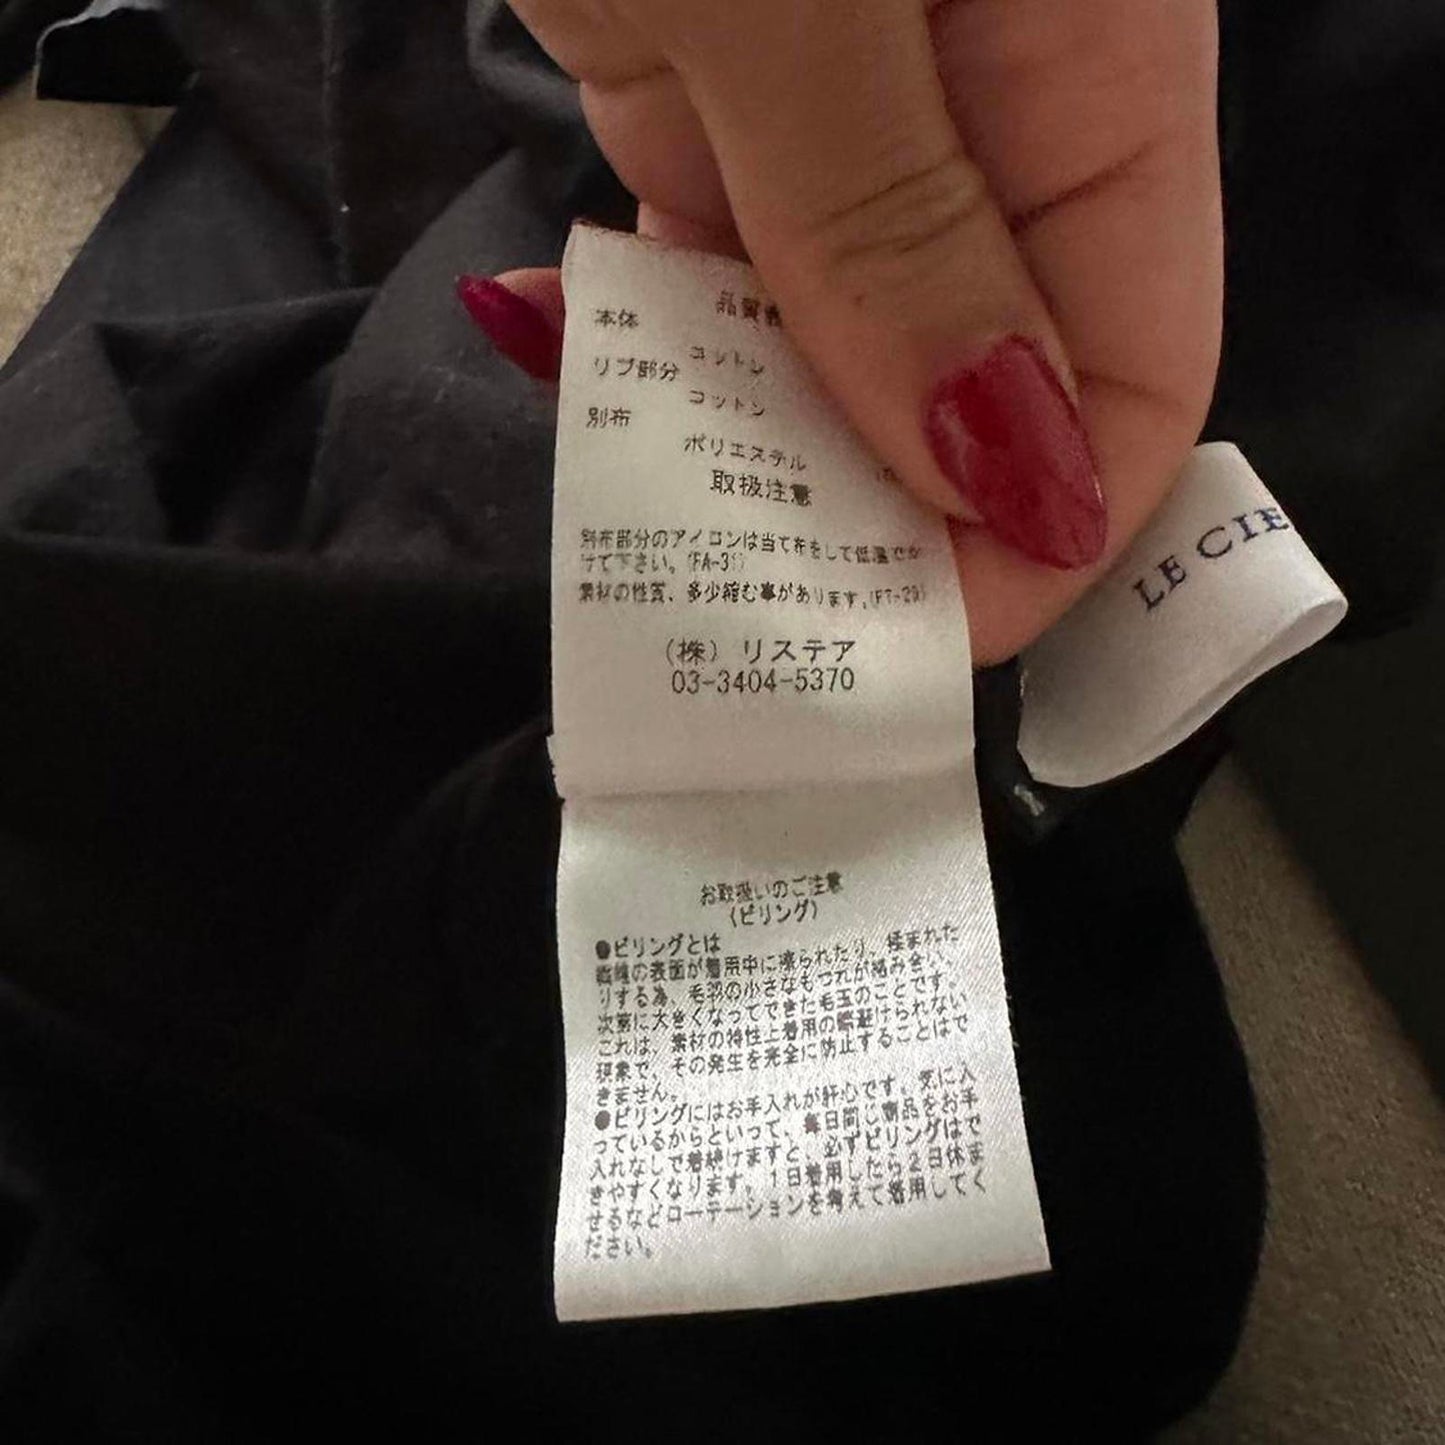 品質表
本体
コットン
リブ部分
コットン
別布
ポリエステル
取扱注意
別布部分のアイロンは当て布をして低温でか
けて下さい。(FA-31)
素材の性質、多少縮む事があります。(FT-29)
(株) リステア
03-3404-5370
LE CIE
お取扱いのご注意
(ピリング)
●ピリングとは
繊維の表面が着用中に擦られたり、揉まれた
りする為、毛羽の小さなもつれが絡み合い、
次第に大きくなってできた毛玉のことです。
これは、素材の特性上着用の際避けられない
現象で、その発生を完全に防止することはで
きません。
●ピリングにはお手入れが肝心です。気に入
っているからといって、毎日同じ商品をお手
入れなしで着続けますと、必ずピリングはで
きやすくなります。1日着用したら2日休ま
せるなどローテーションを考えて着用してく
ださい。